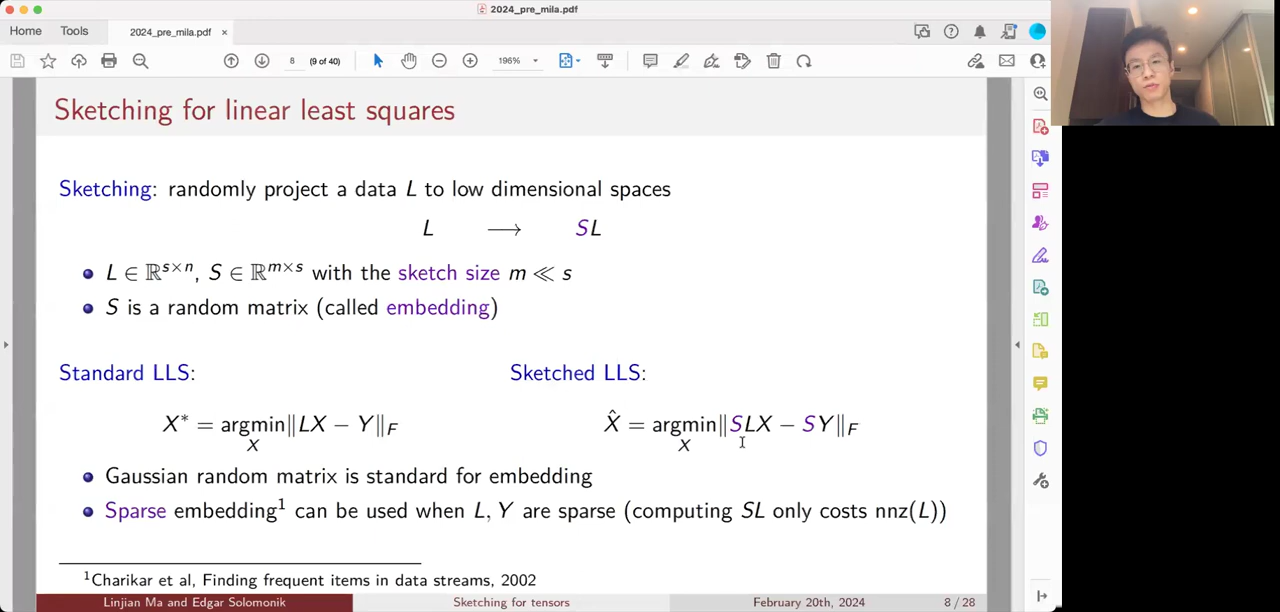 2024_pre_mila.pdf
Home Tools 2024_pre_mila.pdf ×
8 (9 of 40) 196%
Sketching for linear least squares
Sketching: randomly project a data L to low dimensional spaces
L ⟶ SL
• L ∈ ℝ^{s×n}, S ∈ ℝ^{m×s} with the sketch size m ≪ s
• S is a random matrix (called embedding)
Standard LLS: Sketched LLS:
X* = argmin_X ‖LX − Y‖_F X̂ = argmin_X ‖SLX − SY‖_F
• Gaussian random matrix is standard for embedding
• Sparse embedding¹ can be used when L, Y are sparse (computing SL only costs nnz(L))
¹Charikar et al, Finding frequent items in data streams, 2002
Linjian Ma and Edgar Solomonik Sketching for tensors February 20th, 2024 8 / 28